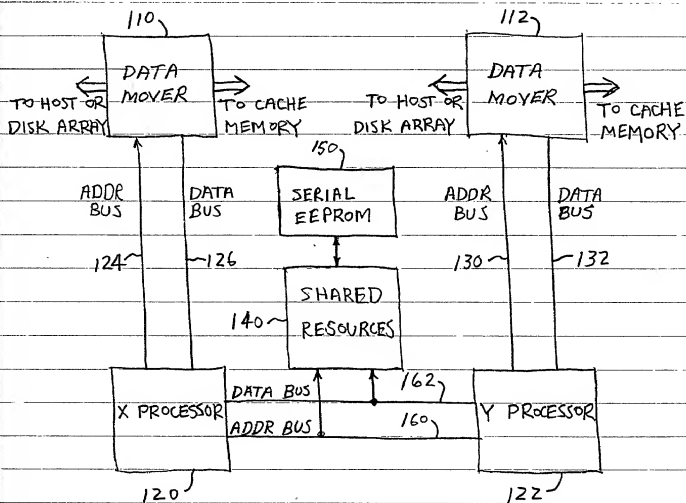 110
112
DATA
MOVER
DATA
MOVER
TO HOST OR
DISK ARRAY
TO CACHE
MEMORY
TO HOST OR
DISK ARRAY
TO CACHE
MEMORY
150
SERIAL
EEPROM
ADDR
BUS
DATA
BUS
ADDR
BUS
DATA
BUS
124
126
130
132
SHARED
RESOURCES
140
X PROCESSOR
DATA BUS
162
ADDR BUS
160
Y PROCESSOR
120
122